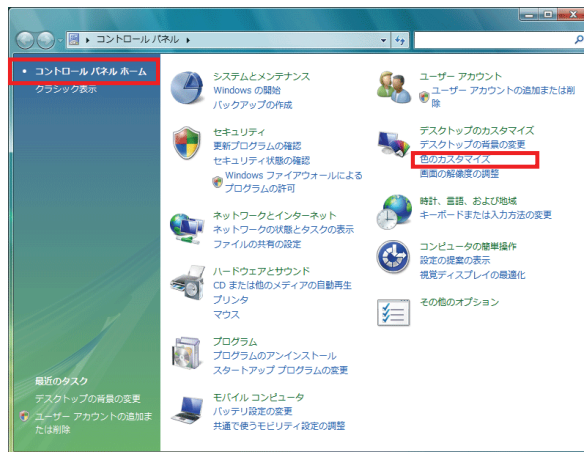 コントロール パネル
コントロール パネル ホーム
クラシック表示
最近のタスク
デスクトップの背景の変更
ユーザー アカウントの追加ま
たは削除
システムとメンテナンス
Windows の開始
バックアップの作成
セキュリティ
更新プログラムの確認
セキュリティ状態の確認
Windows ファイアウォールによる
プログラムの許可
ネットワークとインターネット
ネットワークの状態とタスクの表示
ファイルの共有の設定
ハードウェアとサウンド
CD または他のメディアの自動再生
プリンタ
マウス
プログラム
プログラムのアンインストール
スタートアップ プログラムの変更
モバイル コンピュータ
バッテリ設定の変更
共通で使うモビリティ設定の調整
ユーザー アカウント
ユーザー アカウントの追加または削
除
デスクトップのカスタマイズ
デスクトップの背景の変更
色のカスタマイズ
画面の解像度の調整
時計、言語、および地域
キーボードまたは入力方法の変更
コンピュータの簡単操作
設定の提案の表示
視覚ディスプレイの最適化
その他のオプション